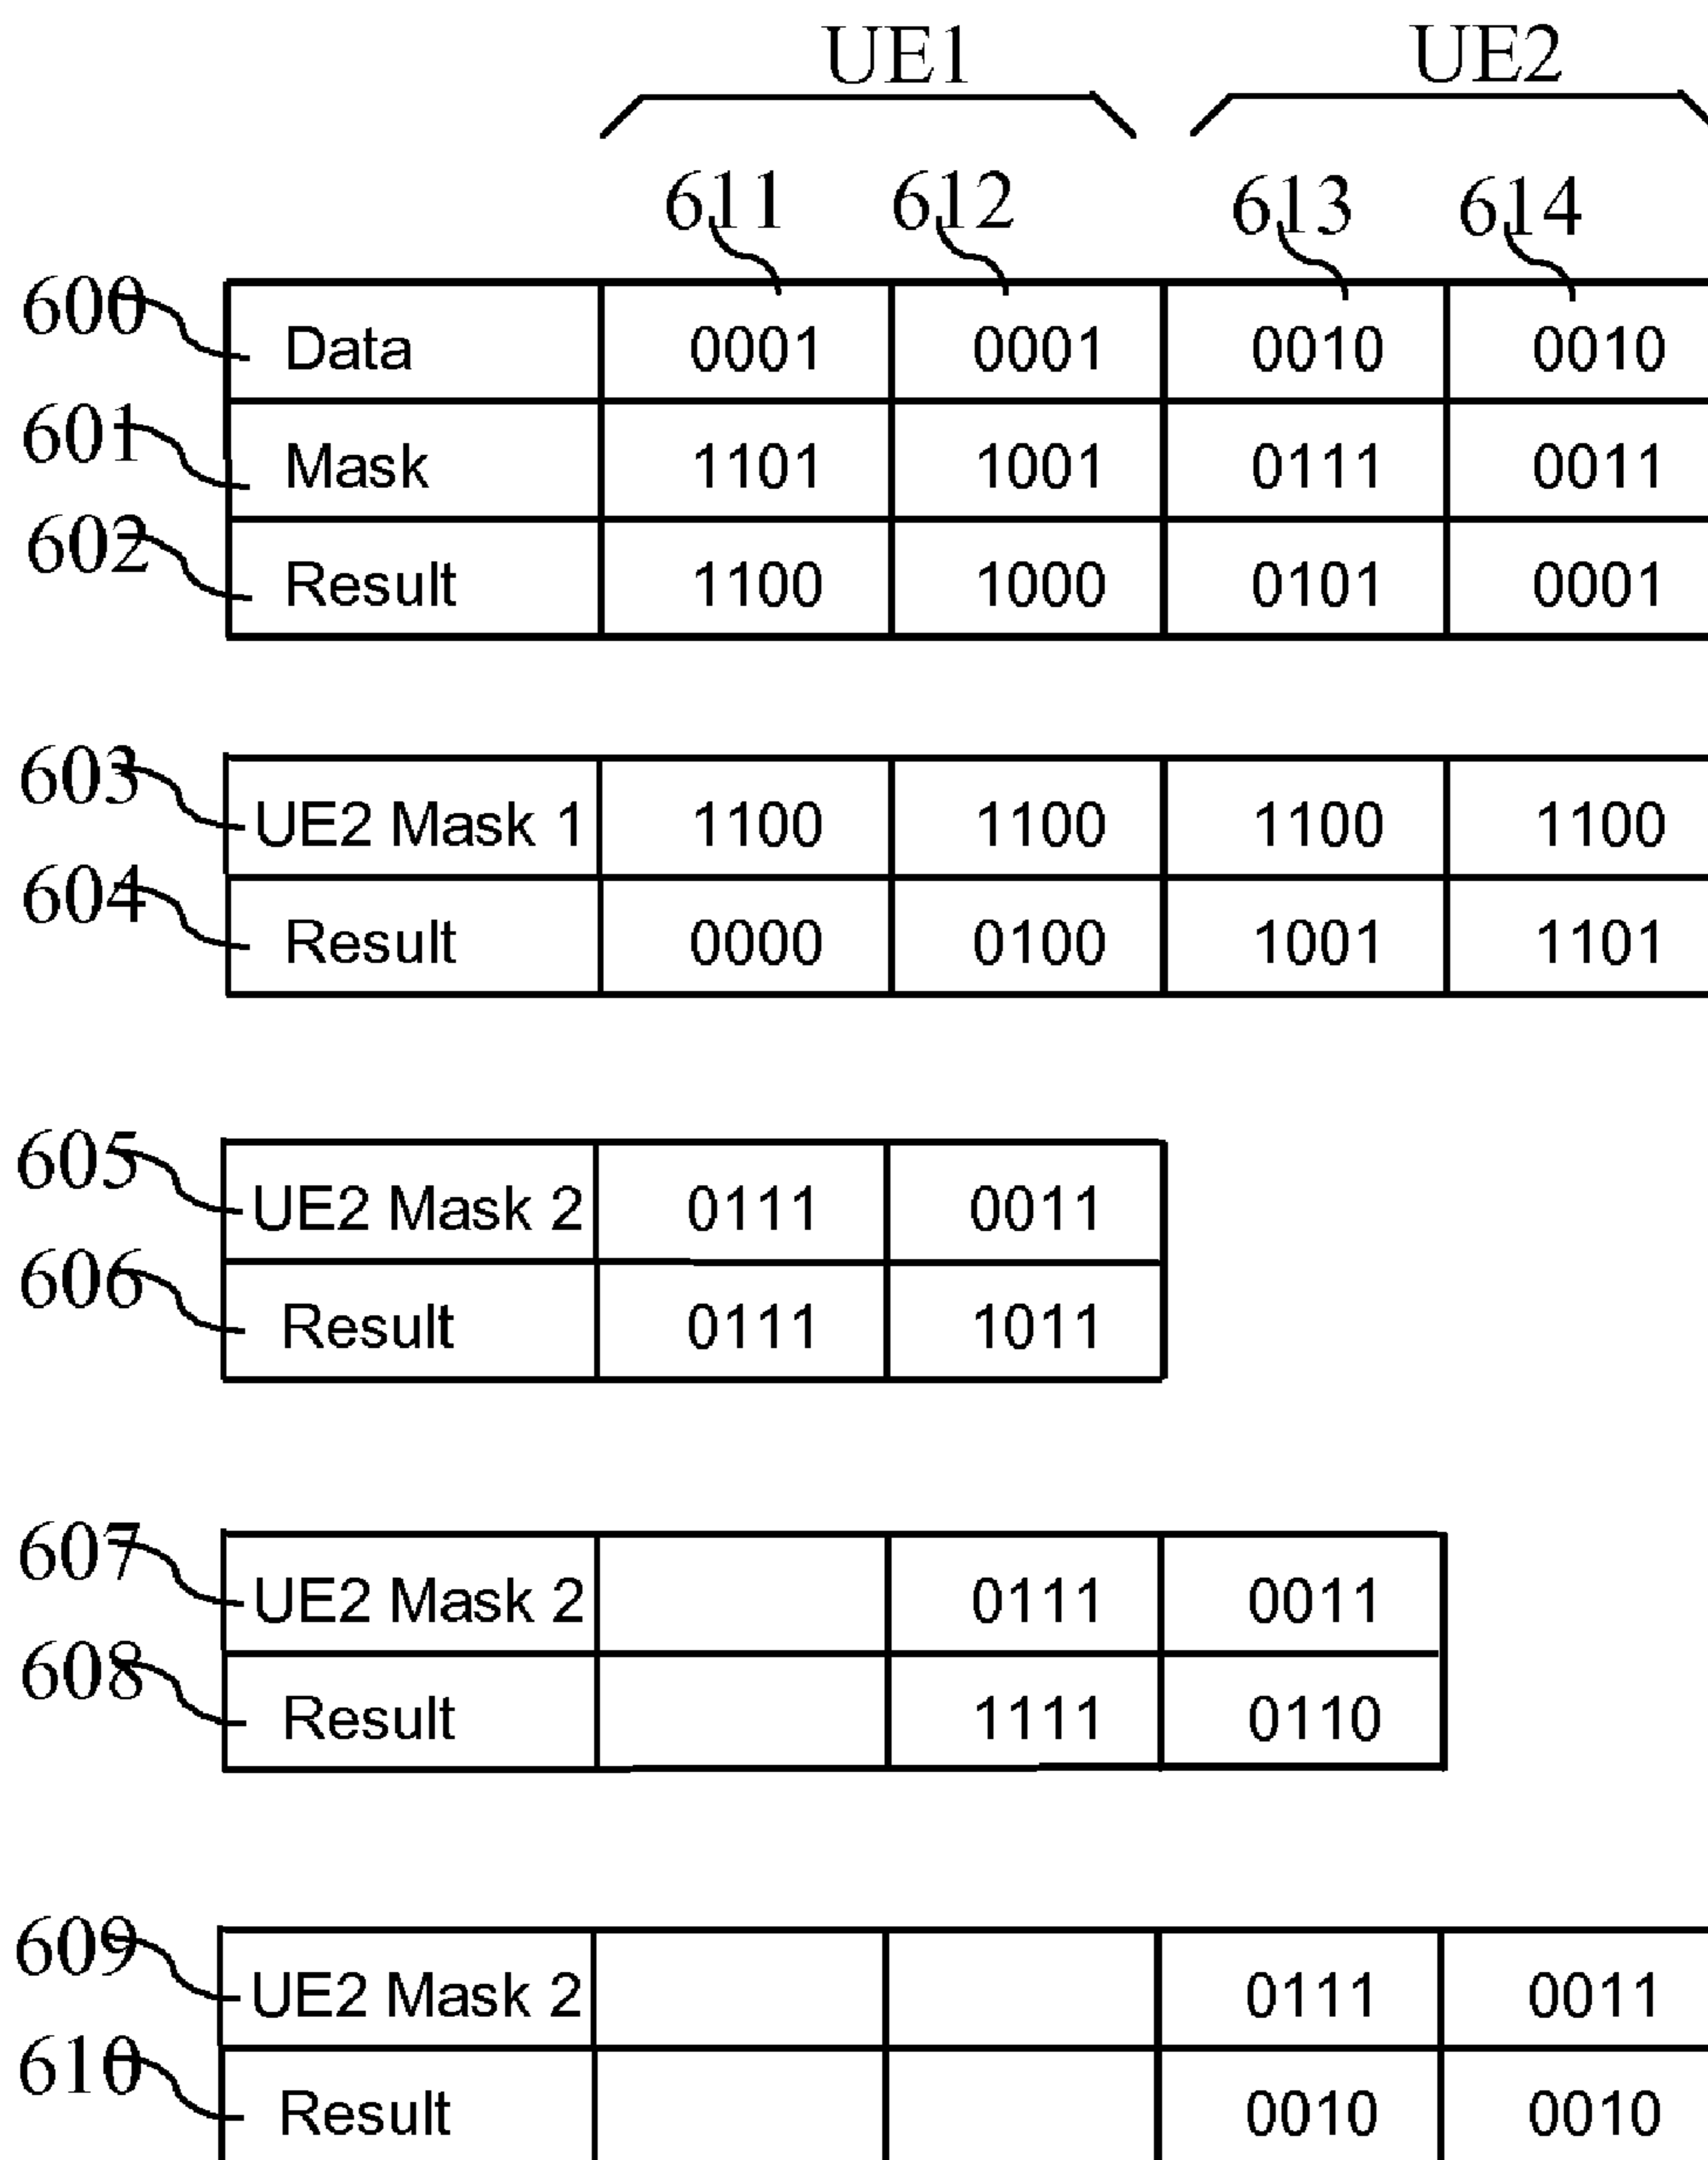 UE1 UE2
611 612 613 614
600 Data 0001 0001 0010 0010
601 Mask 1101 1001 0111 0011
602 Result 1100 1000 0101 0001
603 UE2 Mask 1 1100 1100 1100 1100
604 Result 0000 0100 1001 1101
605 UE2 Mask 2 0111 0011
606 Result 0111 1011
607 UE2 Mask 2 0111 0011
608 Result 1111 0110
609 UE2 Mask 2 0111 0011
610 Result 0010 0010